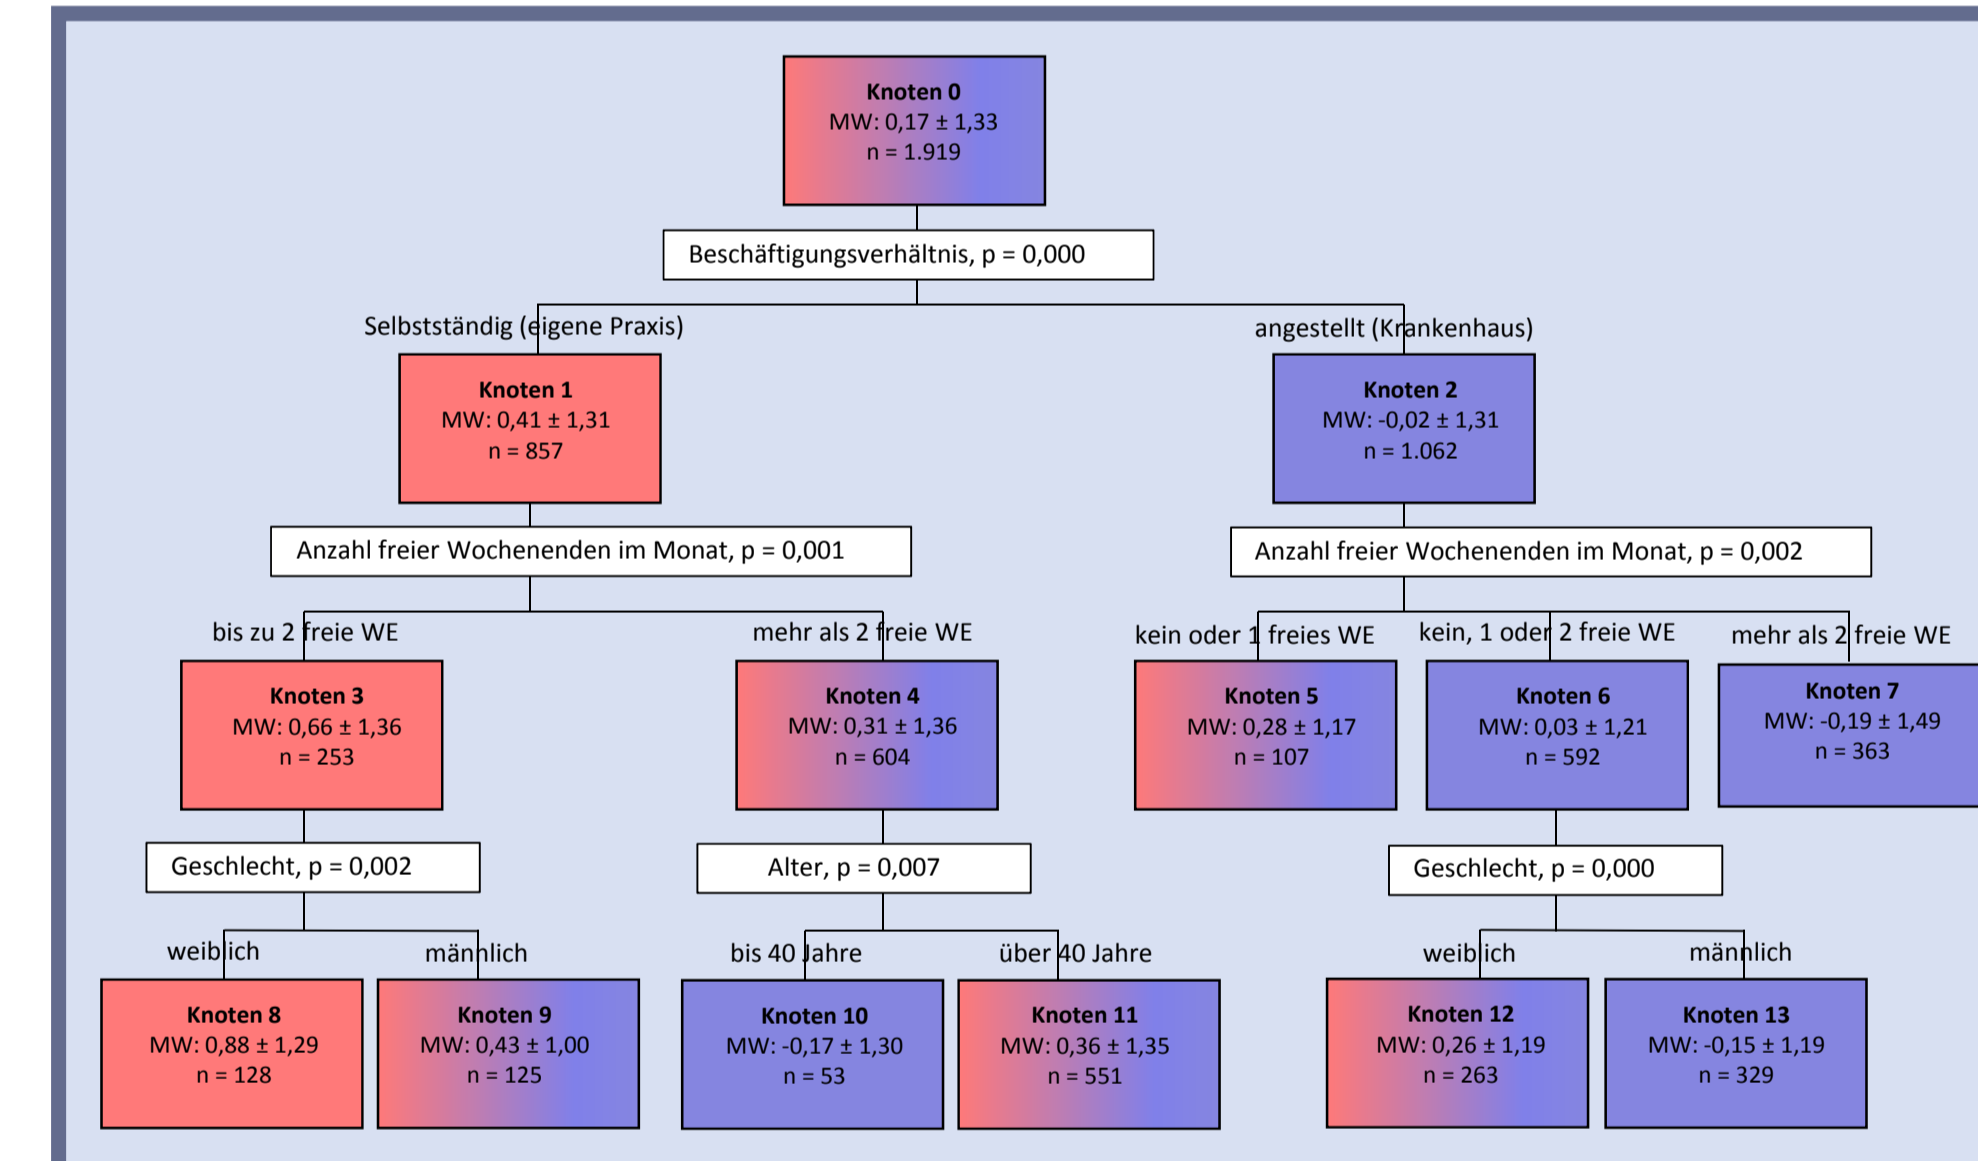 Knoten 0
MW: 0,17 ± 1,33
n = 1.919
Beschäftigungsverhältnis, p = 0,000
Selbstständig (eigene Praxis)
angestellt (Krankenhaus)
Knoten 1
MW: 0,41 ± 1,31
n = 857
Knoten 2
MW: -0,02 ± 1,31
n = 1.062
Anzahl freier Wochenenden im Monat, p = 0,001
Anzahl freier Wochenenden im Monat, p = 0,002
bis zu 2 freie WE
mehr als 2 freie WE
kein oder 1 freies WE
kein, 1 oder 2 freie WE
mehr als 2 freie WE
Knoten 3
MW: 0,66 ± 1,36
n = 253
Knoten 4
MW: 0,31 ± 1,36
n = 604
Knoten 5
MW: 0,28 ± 1,17
n = 107
Knoten 6
MW: 0,03 ± 1,21
n = 592
Knoten 7
MW: -0,19 ± 1,49
n = 363
Geschlecht, p = 0,002
Alter, p = 0,007
Geschlecht, p = 0,000
weiblich
männlich
bis 40 Jahre
über 40 Jahre
weiblich
männlich
Knoten 8
MW: 0,88 ± 1,29
n = 128
Knoten 9
MW: 0,43 ± 1,00
n = 125
Knoten 10
MW: -0,17 ± 1,30
n = 53
Knoten 11
MW: 0,36 ± 1,35
n = 551
Knoten 12
MW: 0,26 ± 1,19
n = 263
Knoten 13
MW: -0,15 ± 1,19
n = 329